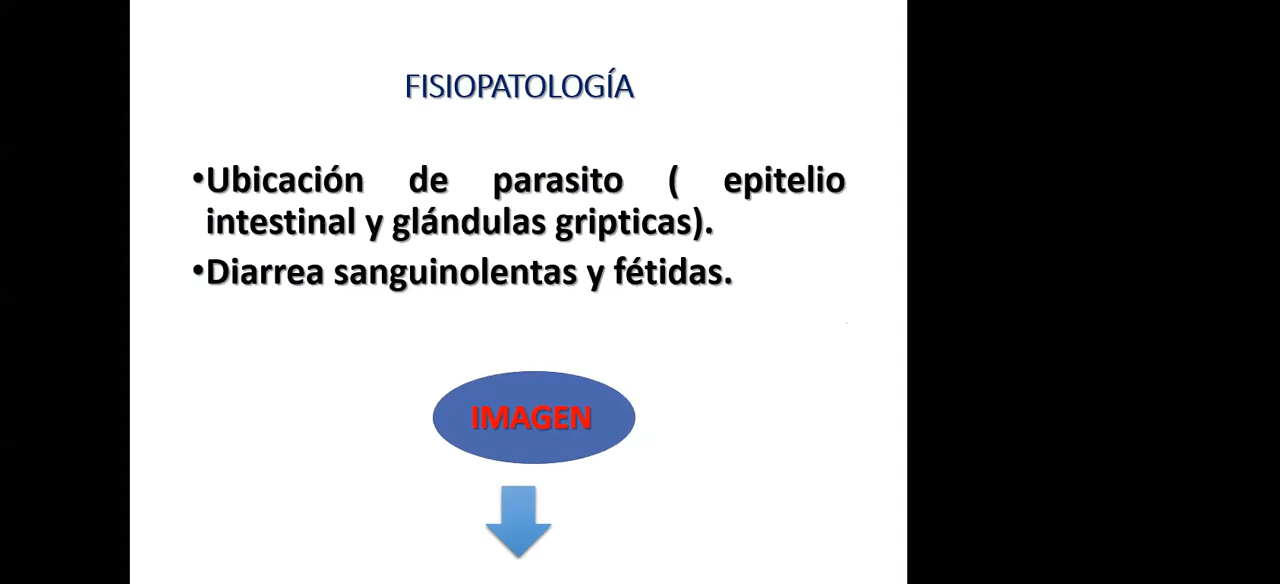 FISIOPATOLOGÍA
•Ubicación de parasito ( epitelio
intestinal y glándulas gripticas).
•Diarrea sanguinolentas y fétidas.
IMAGEN